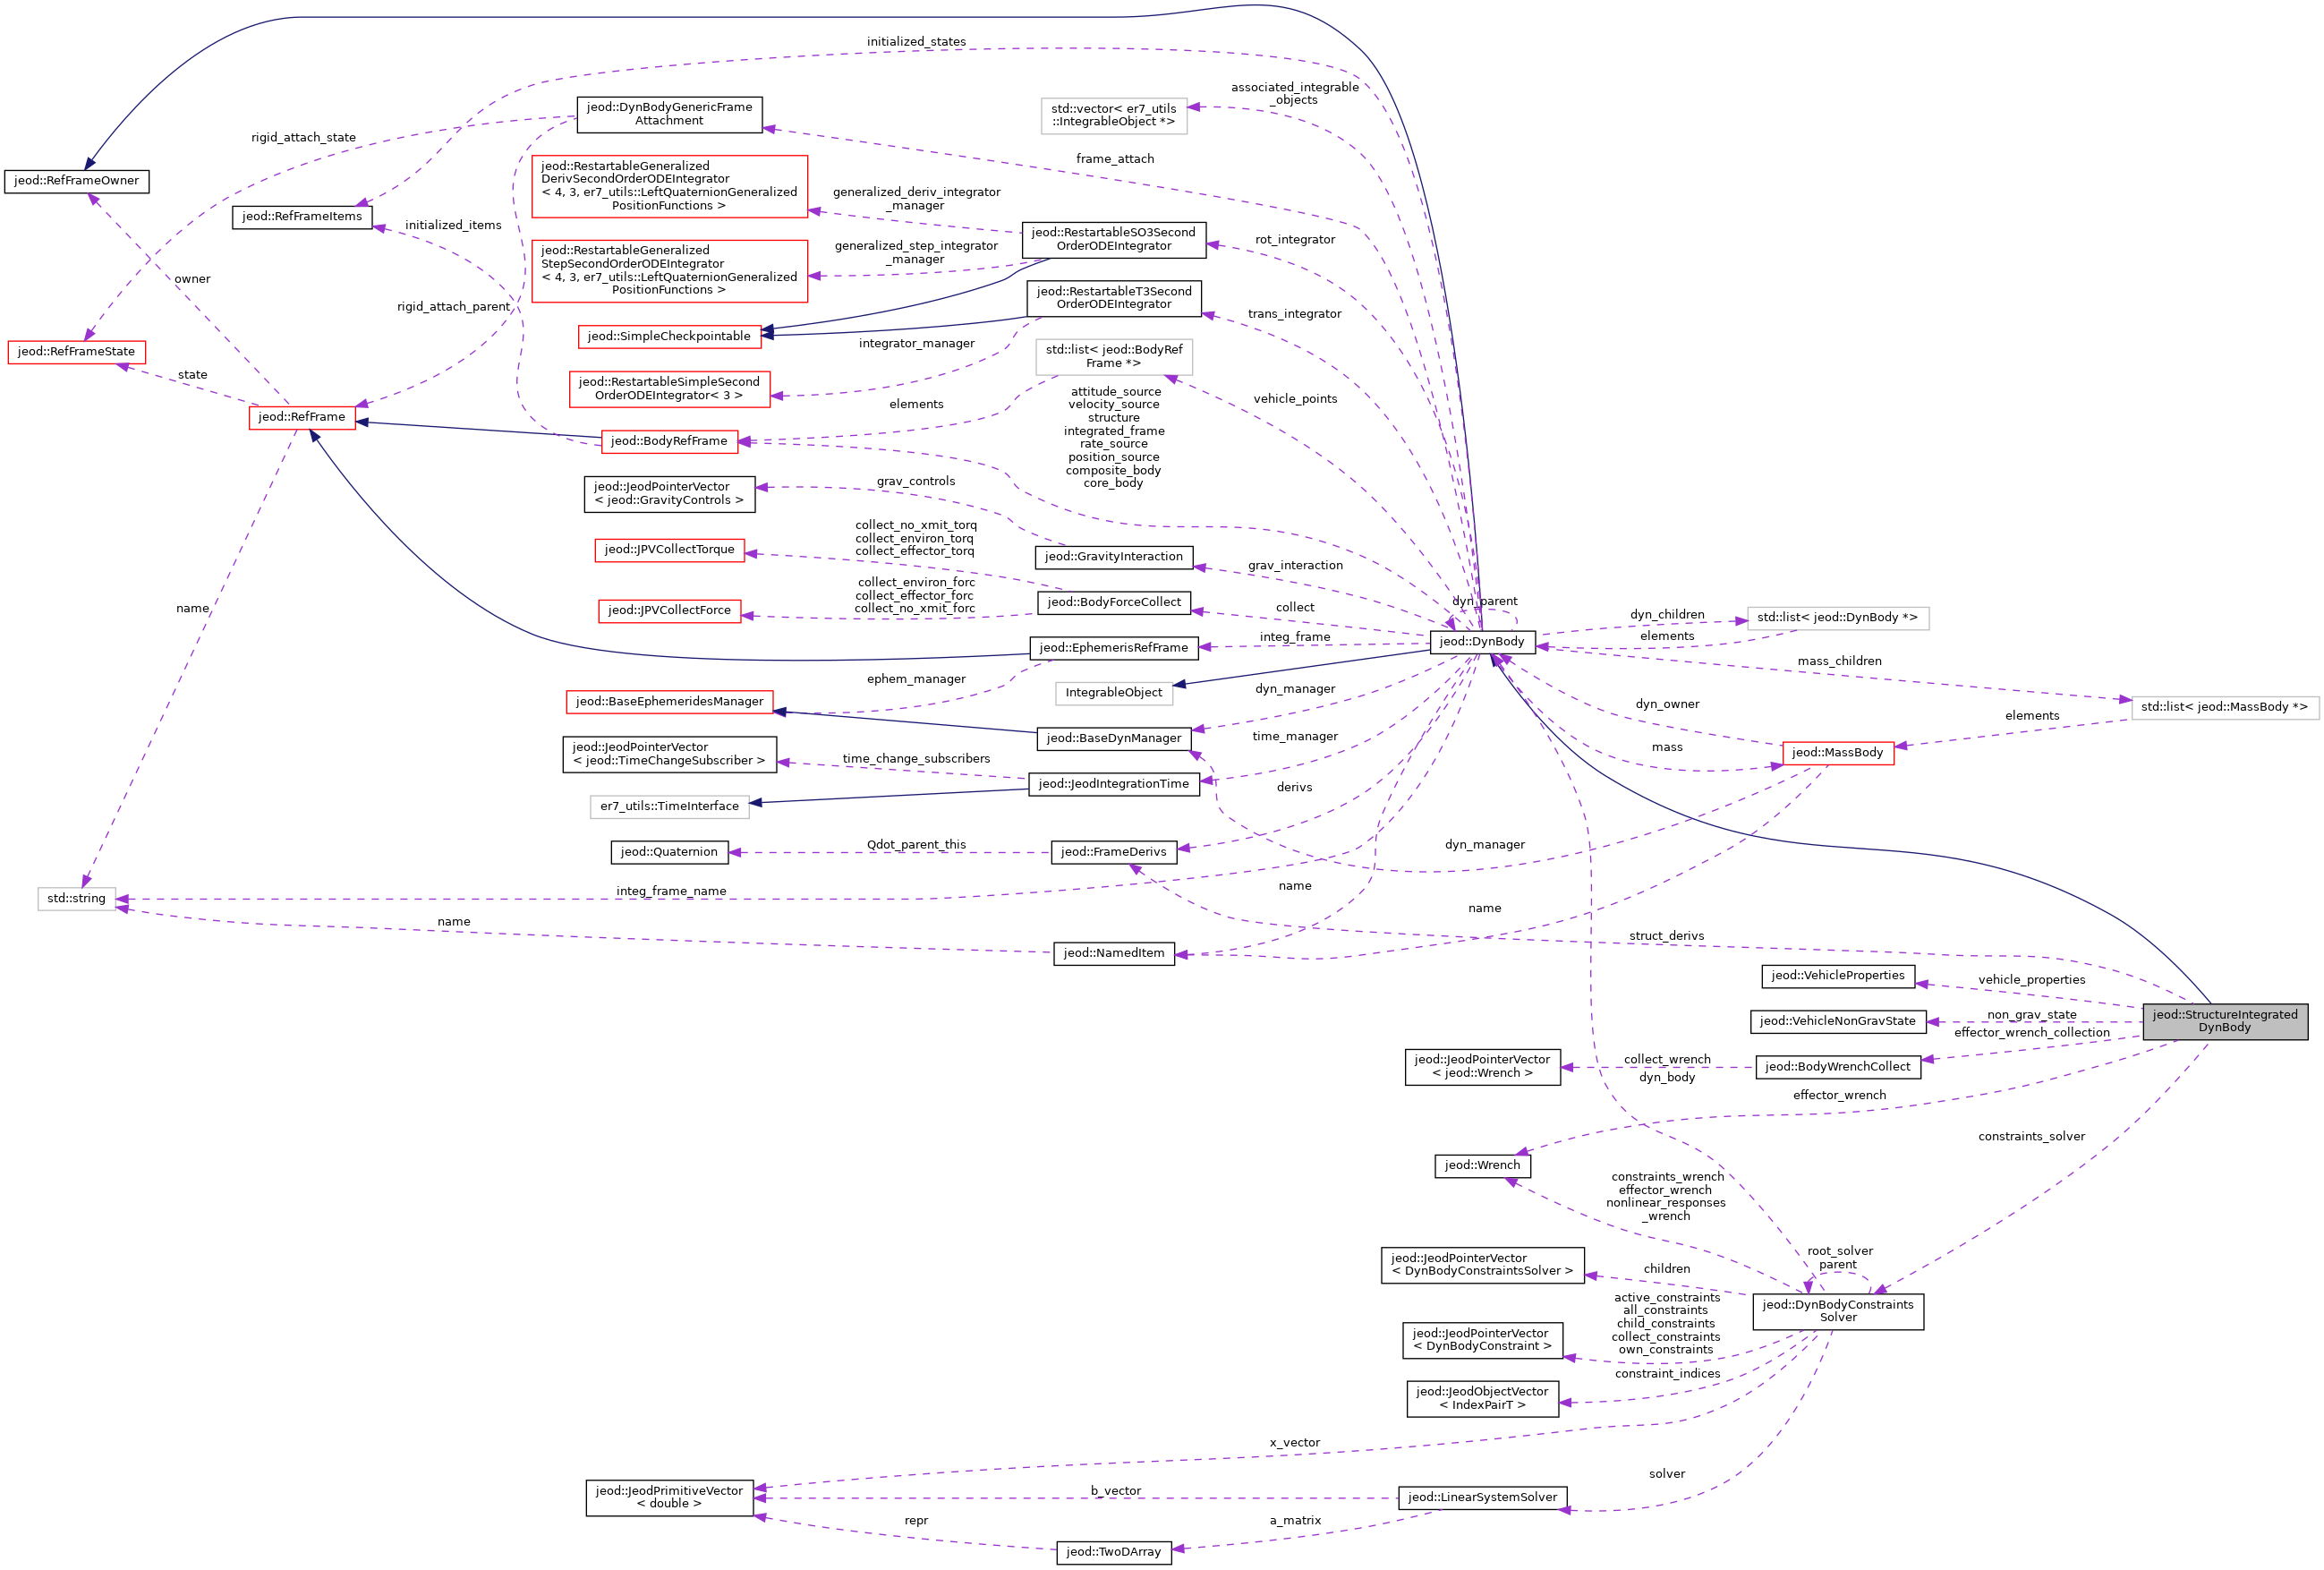 initialized_states
associated_integrable
_objects
std::vector< er7_utils
::IntegrableObject *>
jeod::DynBodyGenericFrame
Attachment
rigid_attach_state
frame_attach
jeod::RefFrameOwner
jeod::RestartableGeneralized
DerivSecondOrderODEIntegrator
< 4, 3, er7_utils::LeftQuaternionGeneralized
PositionFunctions >
generalized_deriv_integrator
_manager
jeod::RefFrameItems
initialized_items
jeod::RestartableSO3Second
OrderODEIntegrator
rot_integrator
jeod::RestartableGeneralized
StepSecondOrderODEIntegrator
< 4, 3, er7_utils::LeftQuaternionGeneralized
PositionFunctions >
generalized_step_integrator
_manager
owner
rigid_attach_parent
jeod::RestartableT3Second
OrderODEIntegrator
trans_integrator
jeod::SimpleCheckpointable
integrator_manager
jeod::RefFrameState
state
std::list< jeod::BodyRef
Frame *>
jeod::RestartableSimpleSecond
OrderODEIntegrator< 3 >
elements
vehicle_points
attitude_source
velocity_source
structure
integrated_frame
rate_source
position_source
composite_body
core_body
jeod::RefFrame
jeod::BodyRefFrame
jeod::JeodPointerVector
< jeod::GravityControls >
grav_controls
collect_no_xmit_torq
collect_environ_torq
collect_effector_torq
jeod::JPVCollectTorque
jeod::GravityInteraction
grav_interaction
collect_environ_forc
collect_effector_forc
collect_no_xmit_forc
jeod::JPVCollectForce
jeod::BodyForceCollect
collect
name
dyn_parent
dyn_children
std::list< jeod::DynBody *>
elements
jeod::EphemerisRefFrame
integ_frame
jeod::DynBody
mass_children
ephem_manager
IntegrableObject
dyn_manager
jeod::BaseEphemeridesManager
dyn_owner
std::list< jeod::MassBody *>
elements
jeod::BaseDynManager
time_manager
mass
jeod::MassBody
jeod::JeodPointerVector
< jeod::TimeChangeSubscriber >
time_change_subscribers
jeod::JeodIntegrationTime
derivs
er7_utils::TimeInterface
jeod::Quaternion
Qdot_parent_this
jeod::FrameDerivs
dyn_manager
std::string
integ_frame_name
name
name
name
jeod::NamedItem
struct_derivs
jeod::VehicleProperties
vehicle_properties
jeod::VehicleNonGravState
non_grav_state
effector_wrench_collection
jeod::StructureIntegrated
DynBody
jeod::JeodPointerVector
< jeod::Wrench >
collect_wrench
dyn_body
jeod::BodyWrenchCollect
effector_wrench
constraints_solver
jeod::Wrench
constraints_wrench
effector_wrench
nonlinear_responses
_wrench
root_solver
parent
jeod::JeodPointerVector
< DynBodyConstraintsSolver >
children
jeod::DynBodyConstraints
Solver
active_constraints
all_constraints
child_constraints
collect_constraints
own_constraints
jeod::JeodPointerVector
< DynBodyConstraint >
constraint_indices
jeod::JeodObjectVector
< IndexPairT >
x_vector
solver
jeod::JeodPrimitiveVector
< double >
b_vector
jeod::LinearSystemSolver
repr
a_matrix
jeod::TwoDArray